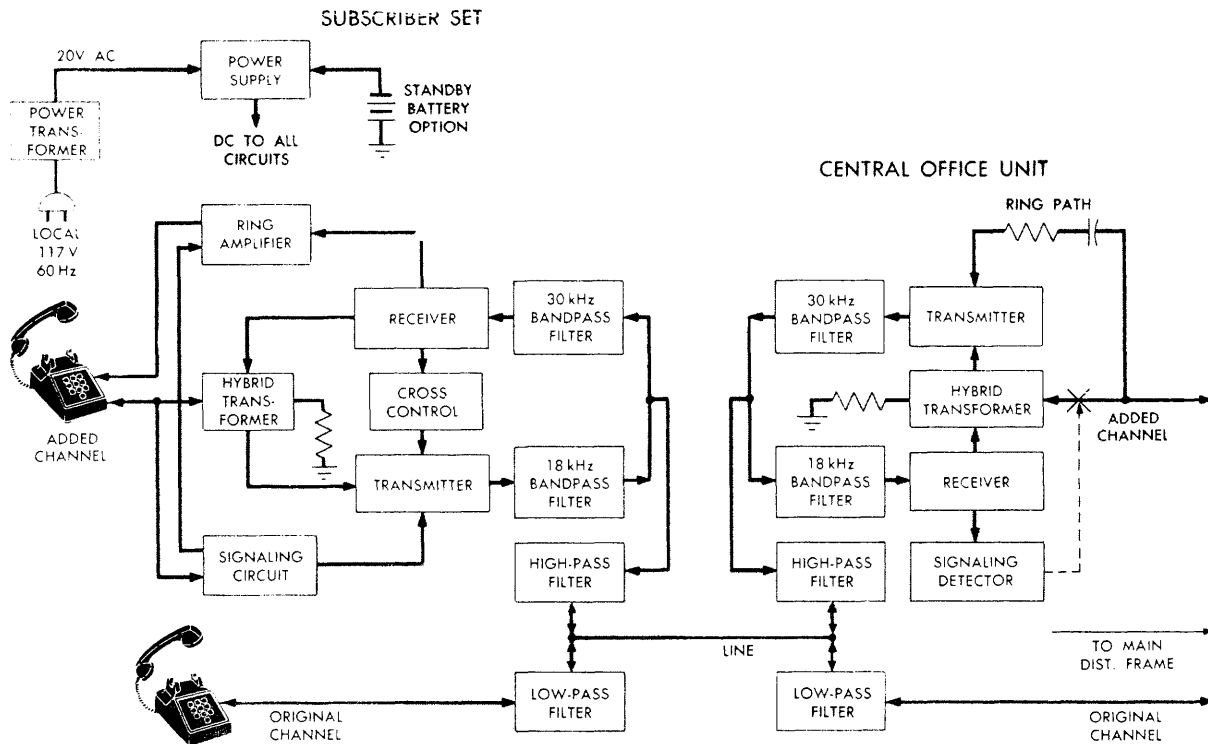 SUBSCRIBER SET
20V AC
POWER
SUPPLY
STANDBY
BATTERY
OPTION
POWER
TRANS-
FORMER
DC TO ALL
CIRCUITS
LOCAL
117 V
60 Hz
RING
AMPLIFIER
RECEIVER
30 kHz
BANDPASS
FILTER
HYBRID
TRANS-
FORMER
CROSS
CONTROL
ADDED
CHANNEL
TRANSMITTER
18 kHz
BANDPASS
FILTER
SIGNALING
CIRCUIT
HIGH-PASS
FILTER
LINE
LOW-PASS
FILTER
ORIGINAL
CHANNEL
CENTRAL OFFICE UNIT
RING PATH
30 kHz
BANDPASS
FILTER
TRANSMITTER
HYBRID
TRANSFORMER
ADDED
CHANNEL
18 kHz
BANDPASS
FILTER
RECEIVER
HIGH-PASS
FILTER
SIGNALING
DETECTOR
TO MAIN
DIST. FRAME
LOW-PASS
FILTER
ORIGINAL
CHANNEL